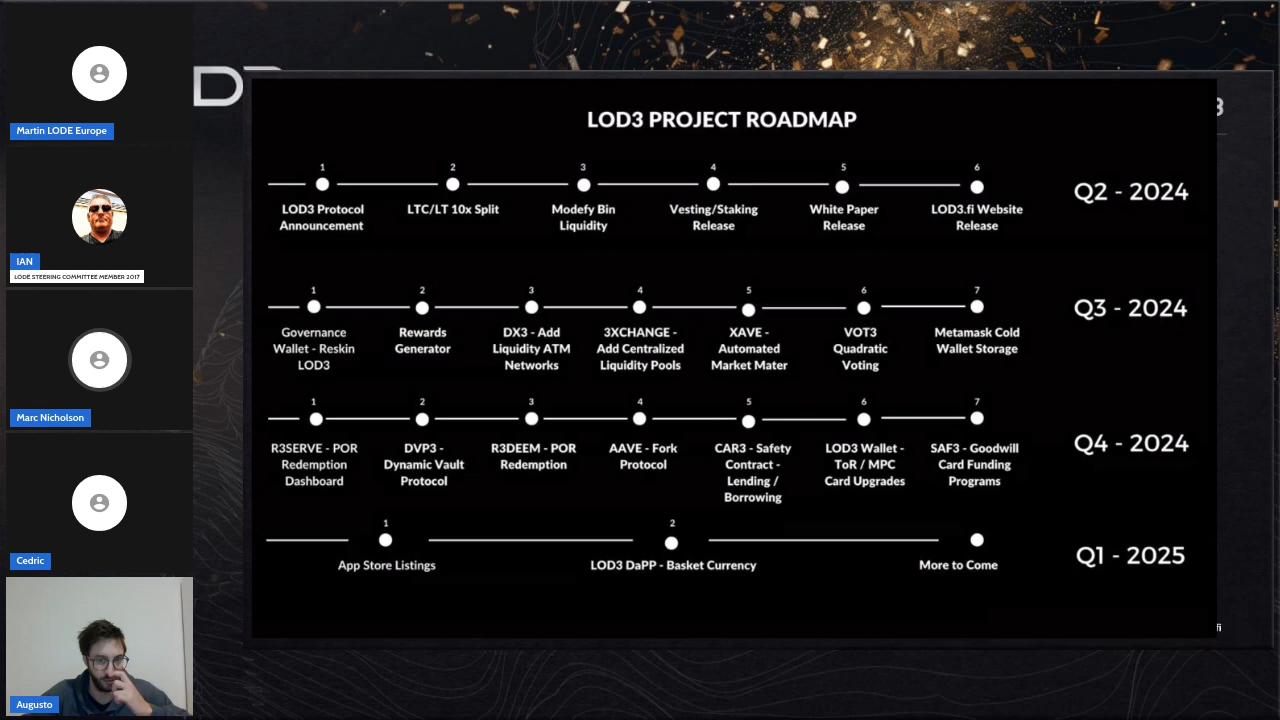 LOD3 PROJECT ROADMAP
1 2 3 4 5 6
LOD3 Protocol
Announcement
LTC/LT 10x Split
Modefy Bin
Liquidity
Vesting/Staking
Release
White Paper
Release
LOD3.fi Website
Release
Q2 - 2024
1 2 3 4 5 6 7
Governance
Wallet - Reskin
LOD3
Rewards
Generator
DX3 - Add
Liquidity ATM
Networks
3XCHANGE -
Add Centralized
Liquidity Pools
XAVE -
Automated
Market Mater
VOT3
Quadratic
Voting
Metamask Cold
Wallet Storage
Q3 - 2024
1 2 3 4 5 6 7
R3SERVE - POR
Redemption
Dashboard
DVP3 -
Dynamic Vault
Protocol
R3DEEM - POR
Redemption
AAVE - Fork
Protocol
CAR3 - Safety
Contract -
Lending /
Borrowing
LOD3 Wallet -
ToR / MPC
Card Upgrades
SAF3 - Goodwill
Card Funding
Programs
Q4 - 2024
1 2
App Store Listings
LOD3 DaPP - Basket Currency
More to Come
Q1 - 2025
Martin LODE Europe
IAN
LODE STEERING COMMITTEE MEMBER 2017
Marc Nicholson
Cedric
Augusto